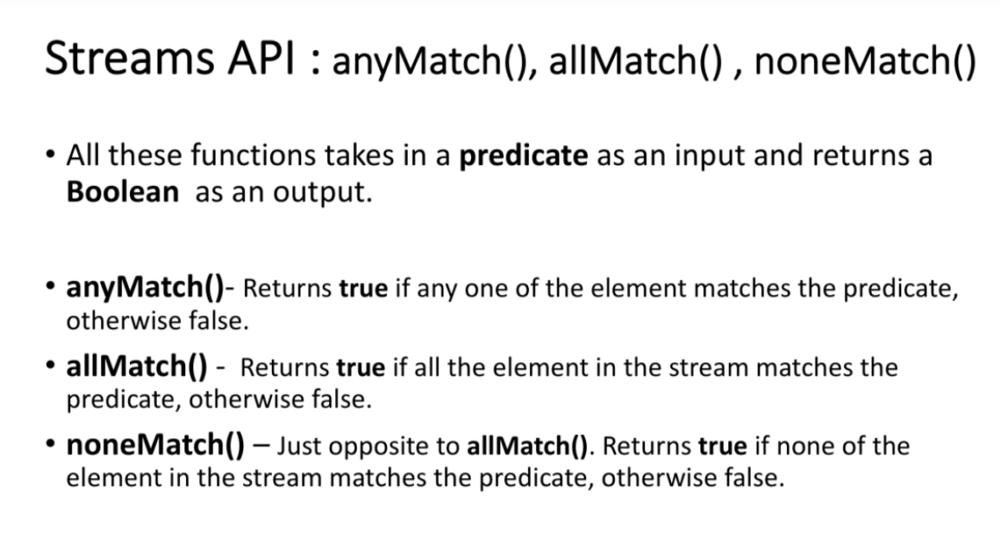 Streams API : anyMatch(), allMatch() , noneMatch()
• All these functions takes in a predicate as an input and returns a
Boolean as an output.
• anyMatch()- Returns true if any one of the element matches the predicate,
otherwise false.
• allMatch() - Returns true if all the element in the stream matches the
predicate, otherwise false.
• noneMatch() – Just opposite to allMatch(). Returns true if none of the
element in the stream matches the predicate, otherwise false.